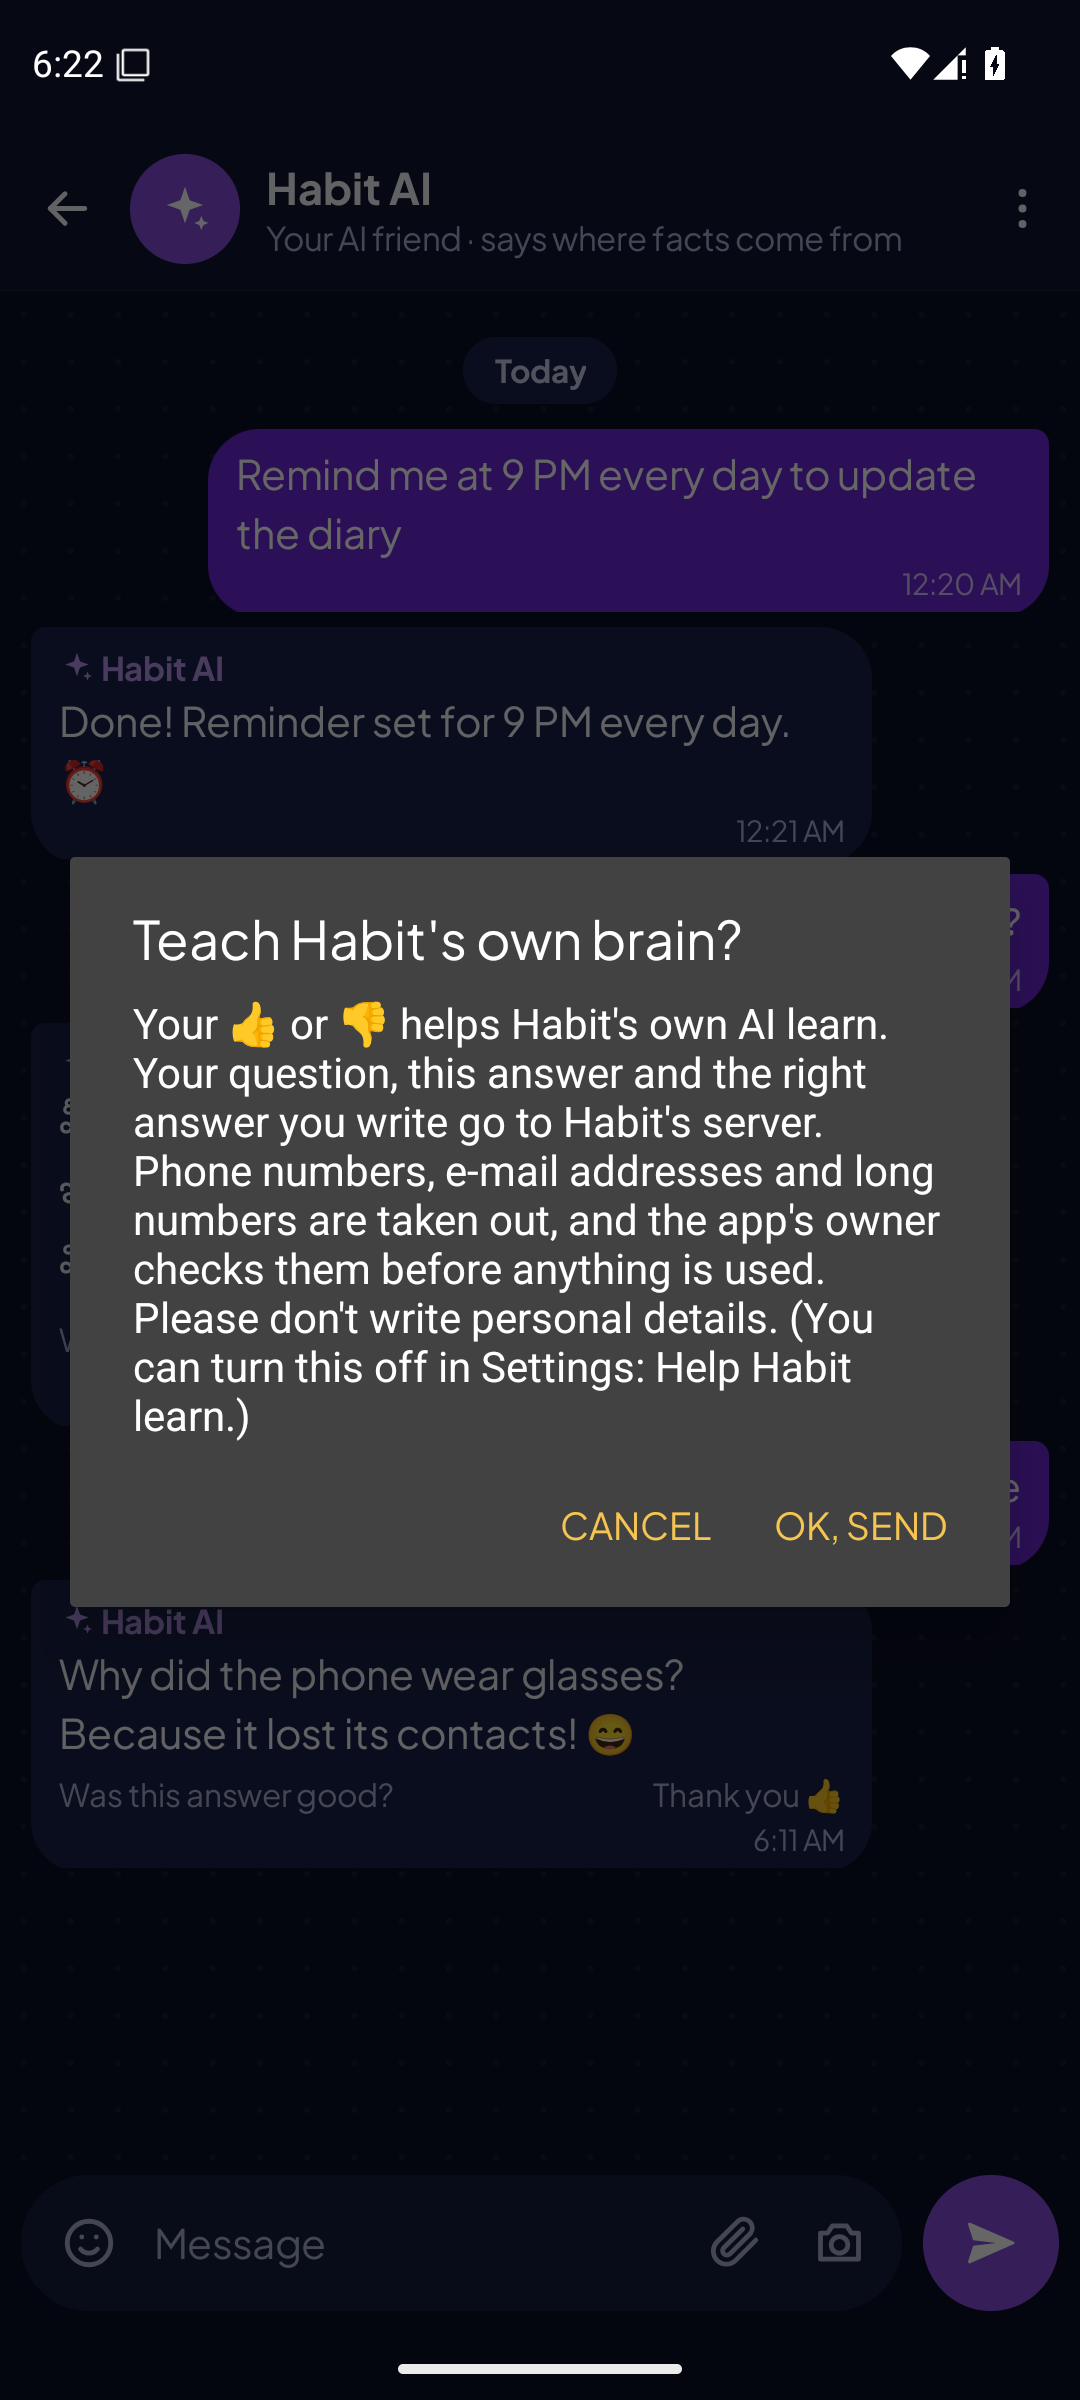 6:22
Habit AI
Your AI friend · says where facts come from
Today
Remind me at 9 PM every day to update
the diary
12:20 AM
Habit AI
Done! Reminder set for 9 PM every day.
⏰
12:21 AM
Teach Habit's own brain?
Your 👍 or 👎 helps Habit's own AI learn.
Your question, this answer and the right
answer you write go to Habit's server.
Phone numbers, e-mail addresses and long
numbers are taken out, and the app's owner
checks them before anything is used.
Please don't write personal details. (You
can turn this off in Settings: Help Habit
learn.)
CANCEL OK, SEND
Habit AI
Why did the phone wear glasses?
Because it lost its contacts! 😄
Was this answer good? Thank you 👍
6:11 AM
Message